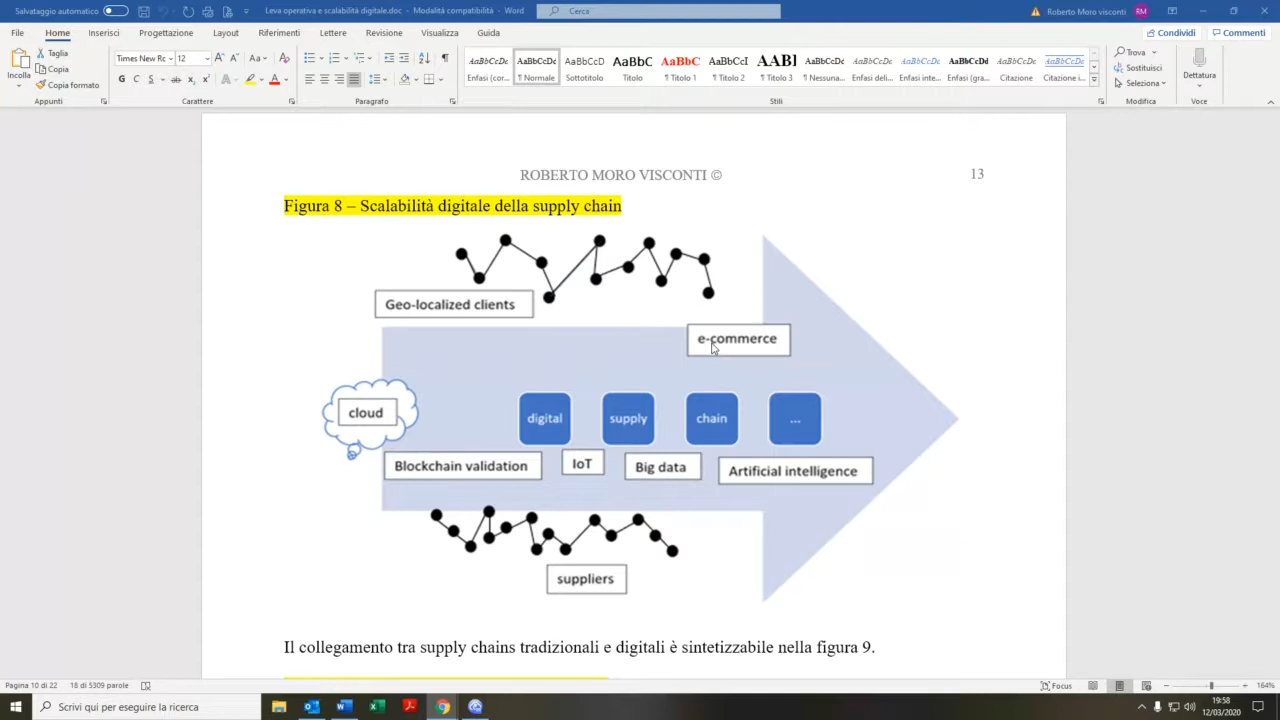 Salvataggio automatico
Leva operativa e scalabilità digitale.doc - Modalità compatibilità - Word
Cerca
Roberto Moro visconti RM
File Home Inserisci Progettazione Layout Riferimenti Lettere Revisione Visualizza Guida
Condividi Commenti
Incolla
Taglia
Copia
Copia formato
Times New Rc 12
G C S ab
AaBbCcDc AaBbCcDc AaBbCcD AaBbC AaBbC AaBbCcI AABI AaBbCcDc AaBbCcDc AaBbCcDc AaBbCcDd AaBbCcDc AaBbCcDc
Enfasi (cor... ¶ Normale Sottotitolo Titolo ¶ Titolo 1 ¶ Titolo 2 ¶ Titolo 3 ¶ Nessuna... Enfasi deli... Enfasi inte... Enfasi (gra... Citazione Citazione i...
Trova
Sostituisci
Seleziona
Dettatura
Appunti Carattere Paragrafo Stili Modifica Voce
ROBERTO MORO VISCONTI © 13
Figura 8 – Scalabilità digitale della supply chain
Geo-localized clients
e-commerce
cloud
digital supply chain ...
Blockchain validation IoT Big data Artificial intelligence
suppliers
Il collegamento tra supply chains tradizionali e digitali è sintetizzabile nella figura 9.
Pagina 10 di 22 18 di 5309 parole
Focus 164%
Scrivi qui per eseguire la ricerca
19:58
12/03/2020